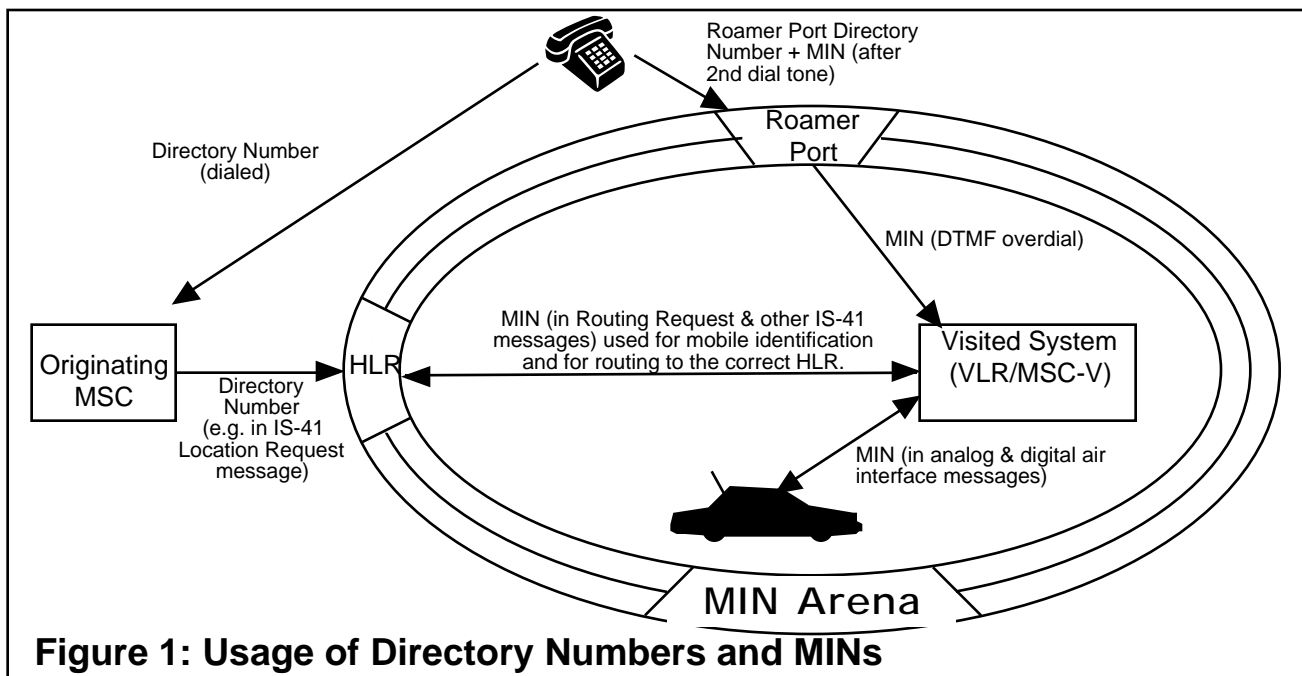 Roamer Port Directory
Number + MIN (after
2nd dial tone)
Directory Number
(dialed)
Roamer
Port
MIN (DTMF overdial)
MIN (in Routing Request & other IS-41
messages) used for mobile identification
and for routing to the correct HLR.
Originating
MSC
HLR
Visited System
(VLR/MSC-V)
Directory
Number
(e.g. in IS-41
Location Request
message)
MIN (in analog & digital air
interface messages)
MIN Arena
Figure 1: Usage of Directory Numbers and MINs